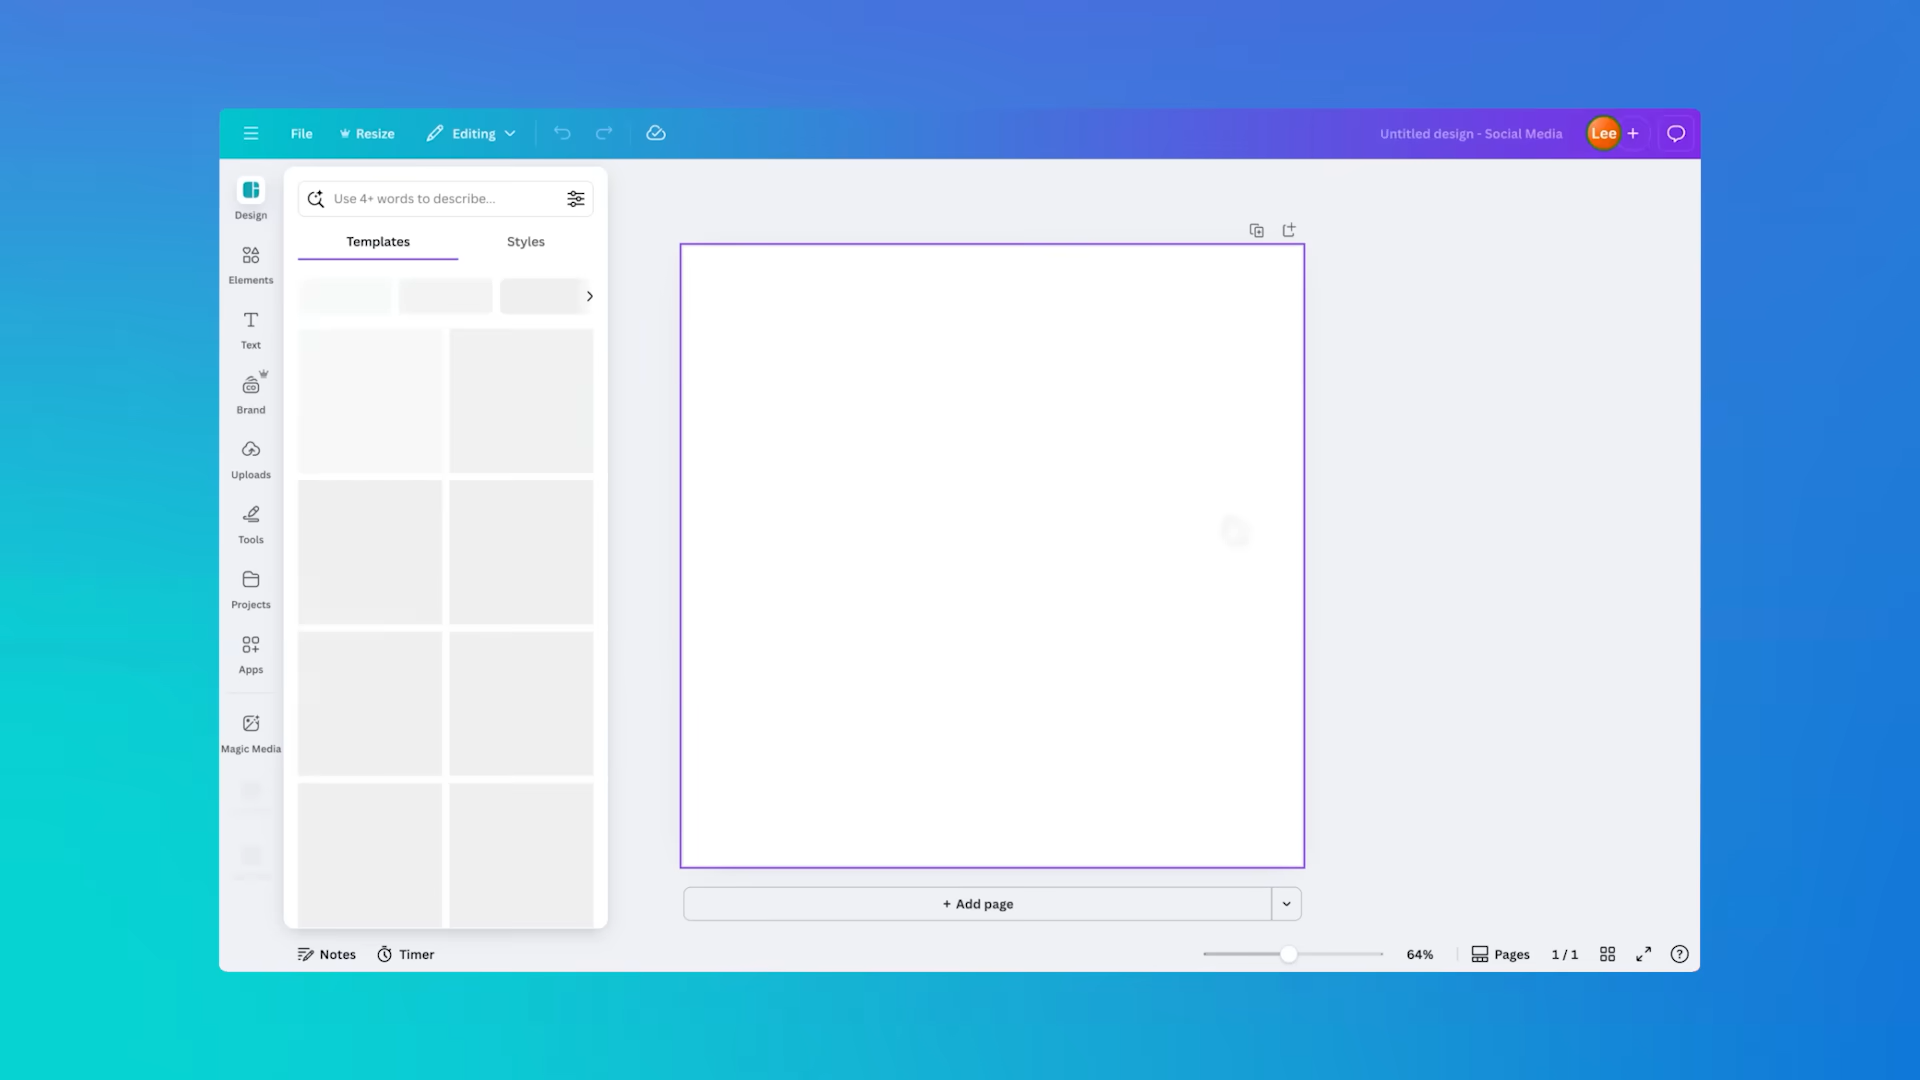 File
Resize
Editing
Untitled design - Social Media
Lee
+
Design
Elements
Text
Brand
Uploads
Tools
Projects
Apps
Magic Media
Use 4+ words to describe...
Templates
Styles
+ Add page
Notes
Timer
64%
Pages
1 / 1